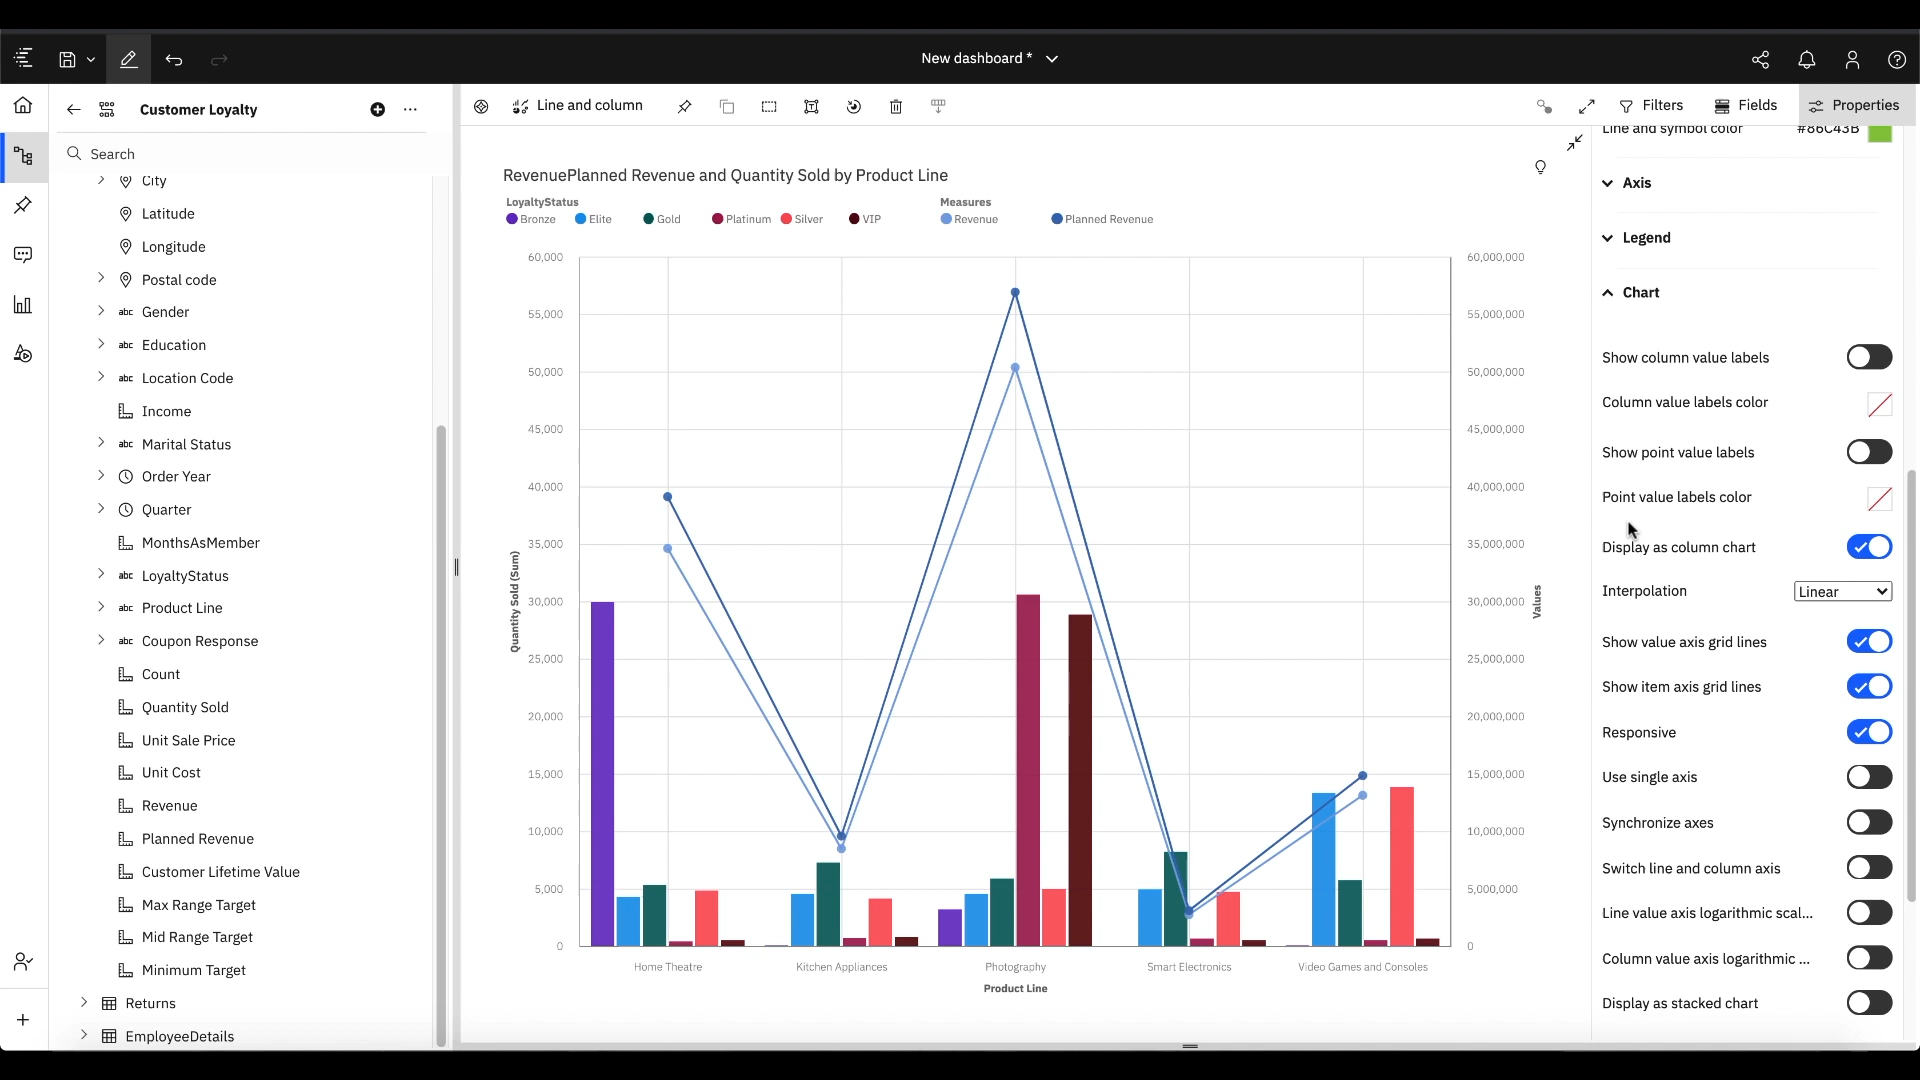 New dashboard *
Customer Loyalty
Search
City
Latitude
Longitude
Postal code
abc Gender
abc Education
abc Location Code
Income
abc Marital Status
Order Year
Quarter
MonthsAsMember
abc LoyaltyStatus
abc Product Line
abc Coupon Response
Count
Quantity Sold
Unit Sale Price
Unit Cost
Revenue
Planned Revenue
Customer Lifetime Value
Max Range Target
Mid Range Target
Minimum Target
Returns
EmployeeDetails
Line and column
Filters
Fields
Properties
RevenuePlanned Revenue and Quantity Sold by Product Line
LoyaltyStatus
Bronze Elite Gold Platinum Silver VIP
Measures
Revenue Planned Revenue
Quantity Sold (Sum)
60,000
55,000
50,000
45,000
40,000
35,000
30,000
25,000
20,000
15,000
10,000
5,000
0
60,000,000
55,000,000
50,000,000
45,000,000
40,000,000
35,000,000
30,000,000
25,000,000
20,000,000
15,000,000
10,000,000
5,000,000
0
Values
Home Theatre
Kitchen Appliances
Photography
Smart Electronics
Video Games and Consoles
Product Line
Line and symbol color #86C43B
Axis
Legend
Chart
Show column value labels
Column value labels color
Show point value labels
Point value labels color
Display as column chart
Interpolation Linear
Show value axis grid lines
Show item axis grid lines
Responsive
Use single axis
Synchronize axes
Switch line and column axis
Line value axis logarithmic scal...
Column value axis logarithmic ...
Display as stacked chart